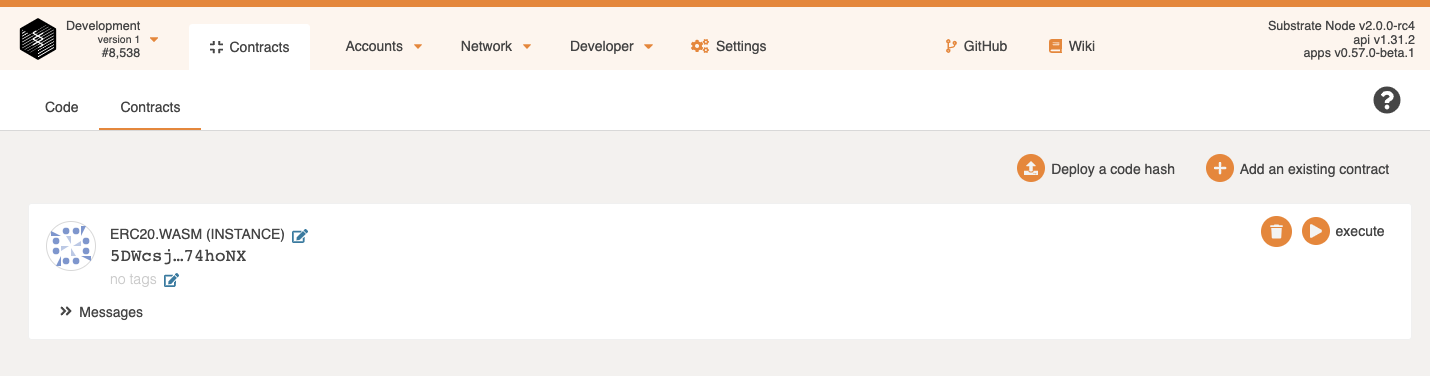 Development
version 1
#8,538
Contracts
Accounts
Network
Developer
Settings
GitHub
Wiki
Substrate Node v2.0.0-rc4
api v1.31.2
apps v0.57.0-beta.1
Code
Contracts
?
Deploy a code hash
Add an existing contract
ERC20.WASM (INSTANCE)
5DWcsj…74hoNX
no tags
execute
Messages